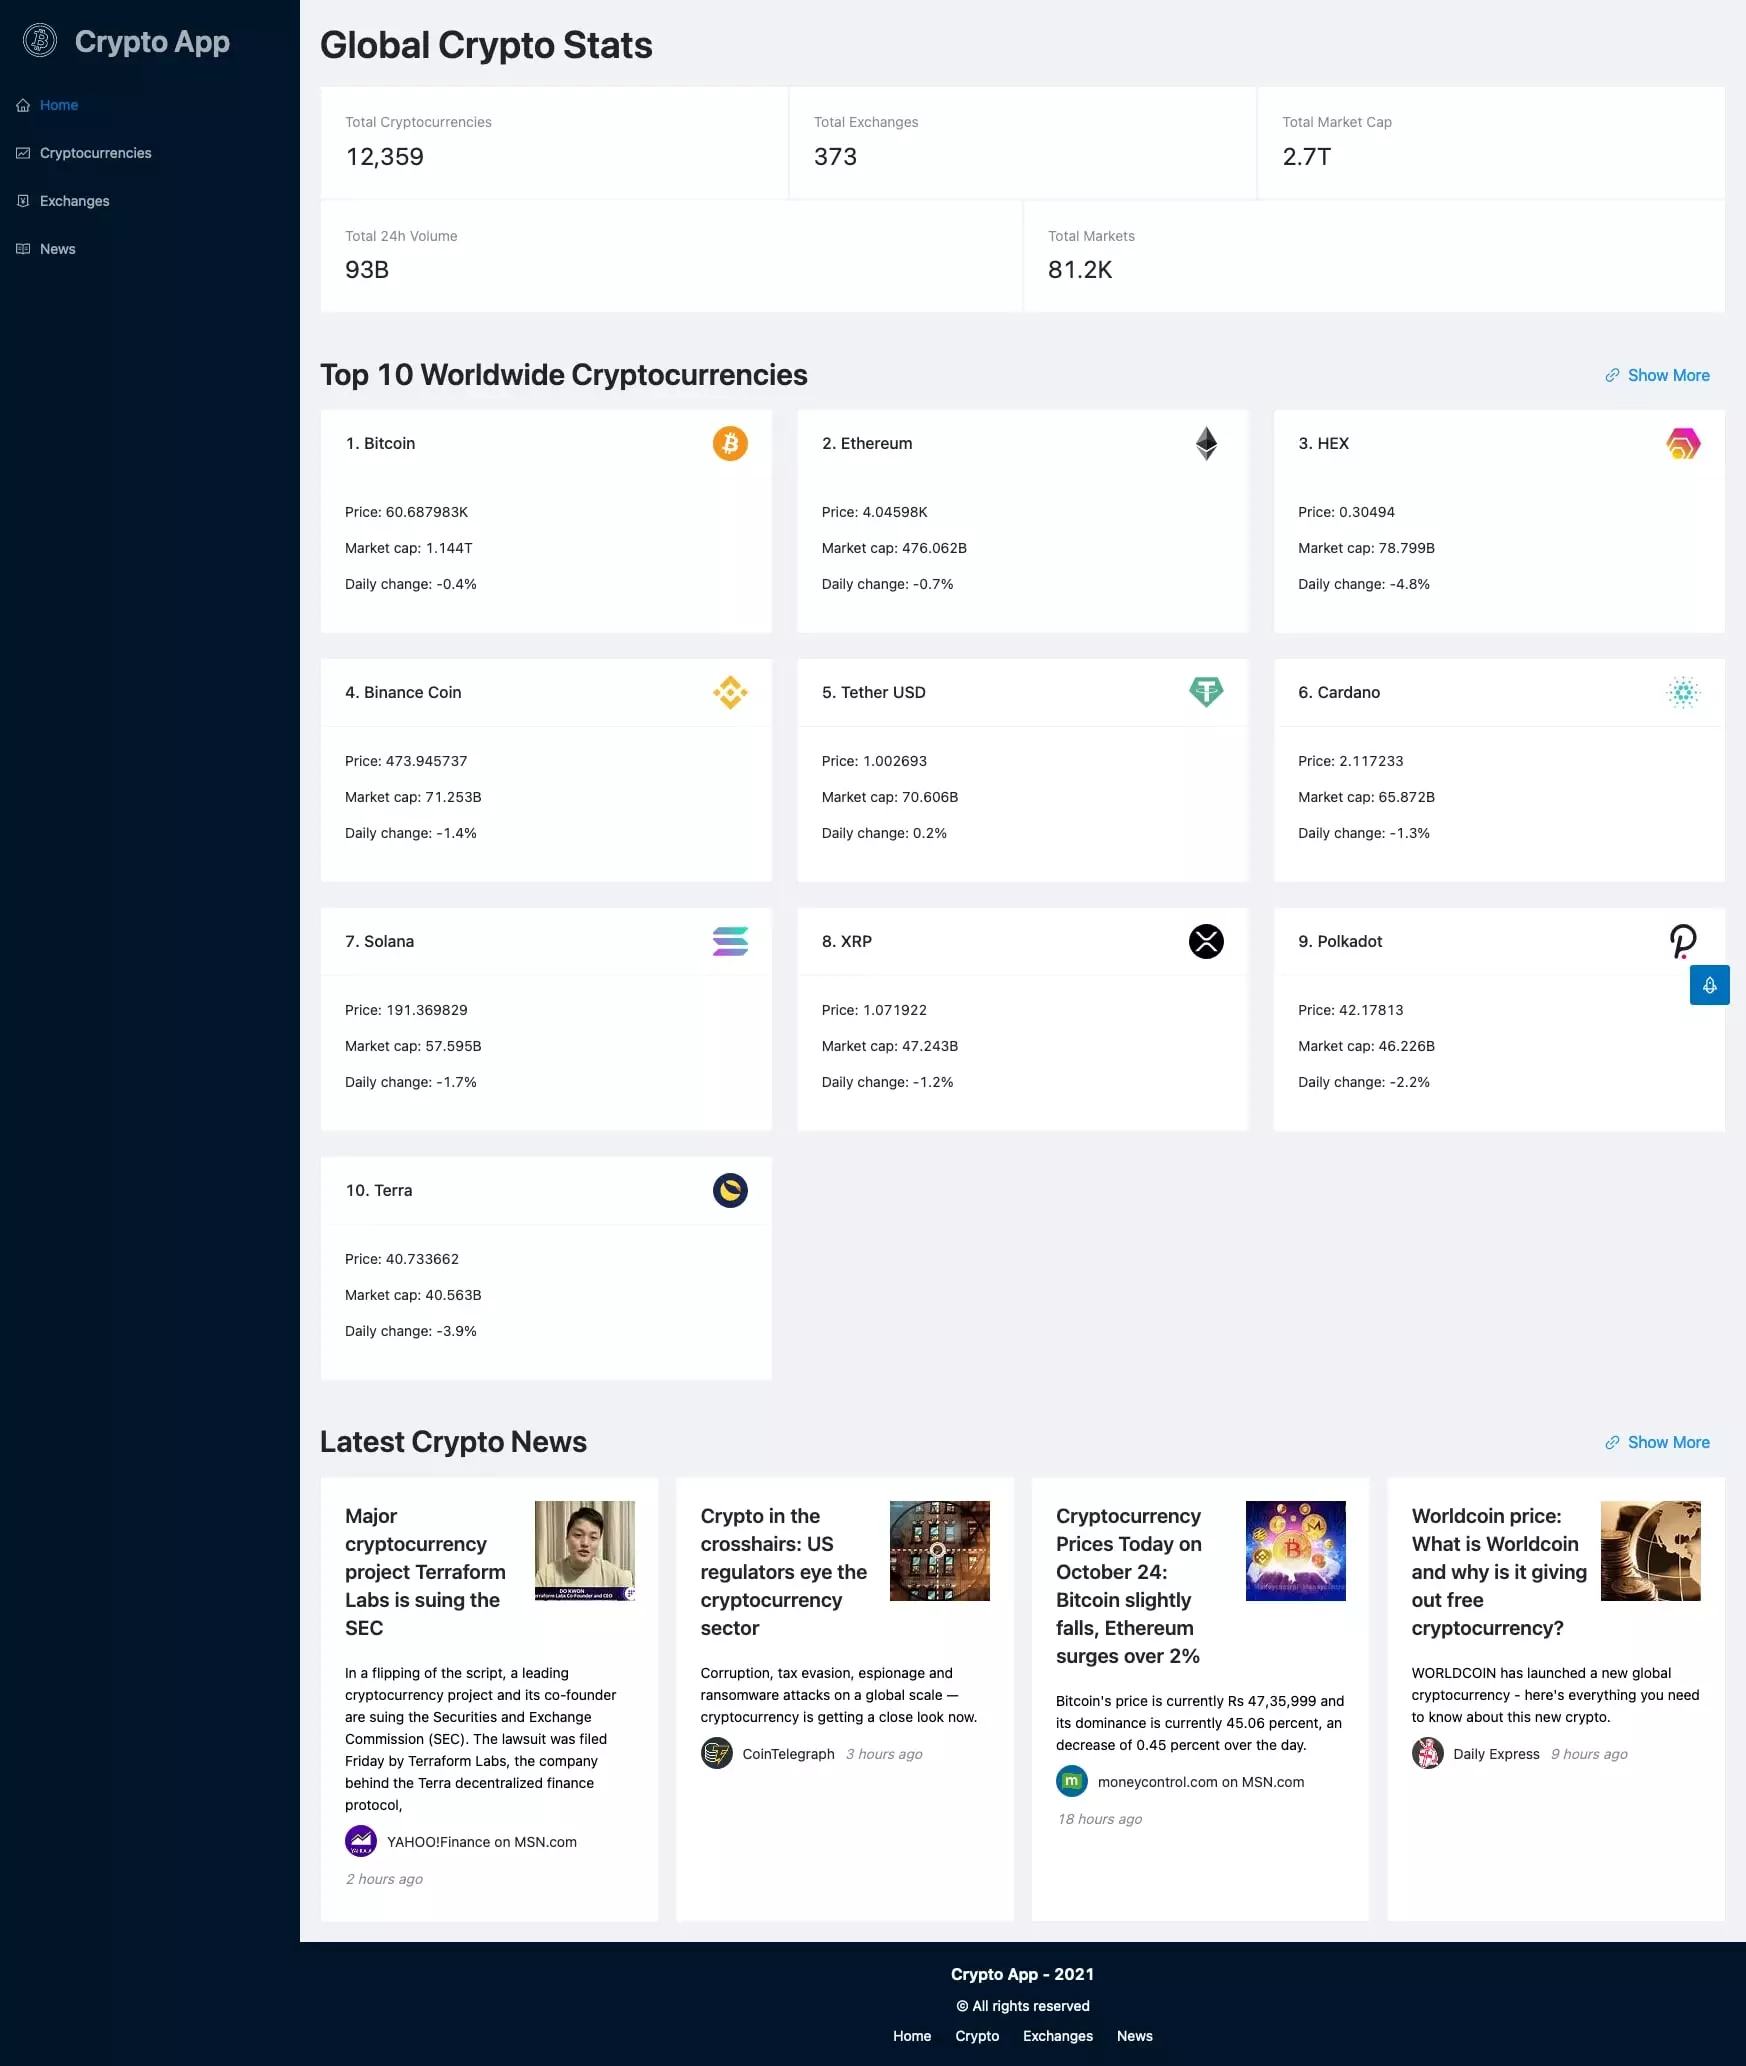 Crypto App
Home
Cryptocurrencies
Exchanges
News
Global Crypto Stats
Total Cryptocurrencies
12,359
Total Exchanges
373
Total Market Cap
2.7T
Total 24h Volume
93B
Total Markets
81.2K
Top 10 Worldwide Cryptocurrencies
Show More
1. Bitcoin
Price: 60.687983K
Market cap: 1.144T
Daily change: -0.4%
2. Ethereum
Price: 4.04598K
Market cap: 476.062B
Daily change: -0.7%
3. HEX
Price: 0.30494
Market cap: 78.799B
Daily change: -4.8%
4. Binance Coin
Price: 473.945737
Market cap: 71.253B
Daily change: -1.4%
5. Tether USD
Price: 1.002693
Market cap: 70.606B
Daily change: 0.2%
6. Cardano
Price: 2.117233
Market cap: 65.872B
Daily change: -1.3%
7. Solana
Price: 191.369829
Market cap: 57.595B
Daily change: -1.7%
8. XRP
Price: 1.071922
Market cap: 47.243B
Daily change: -1.2%
9. Polkadot
Price: 42.17813
Market cap: 46.226B
Daily change: -2.2%
10. Terra
Price: 40.733662
Market cap: 40.563B
Daily change: -3.9%
Latest Crypto News
Show More
Major
cryptocurrency
project Terraform
Labs is suing the
SEC
DO KWON
Terraform Labs Co-Founder and CEO
In a flipping of the script, a leading
cryptocurrency project and its co-founder
are suing the Securities and Exchange
Commission (SEC). The lawsuit was filed
Friday by Terraform Labs, the company
behind the Terra decentralized finance
protocol,
YAHOO!Finance on MSN.com
2 hours ago
Crypto in the
crosshairs: US
regulators eye the
cryptocurrency
sector
Corruption, tax evasion, espionage and
ransomware attacks on a global scale —
cryptocurrency is getting a close look now.
CoinTelegraph 3 hours ago
Cryptocurrency
Prices Today on
October 24:
Bitcoin slightly
falls, Ethereum
surges over 2%
Bitcoin's price is currently Rs 47,35,999 and
its dominance is currently 45.06 percent, an
decrease of 0.45 percent over the day.
m
moneycontrol.com on MSN.com
18 hours ago
Worldcoin price:
What is Worldcoin
and why is it giving
out free
cryptocurrency?
WORLDCOIN has launched a new global
cryptocurrency - here's everything you need
to know about this new crypto.
Daily Express 9 hours ago
Crypto App - 2021
© All rights reserved
Home Crypto Exchanges News